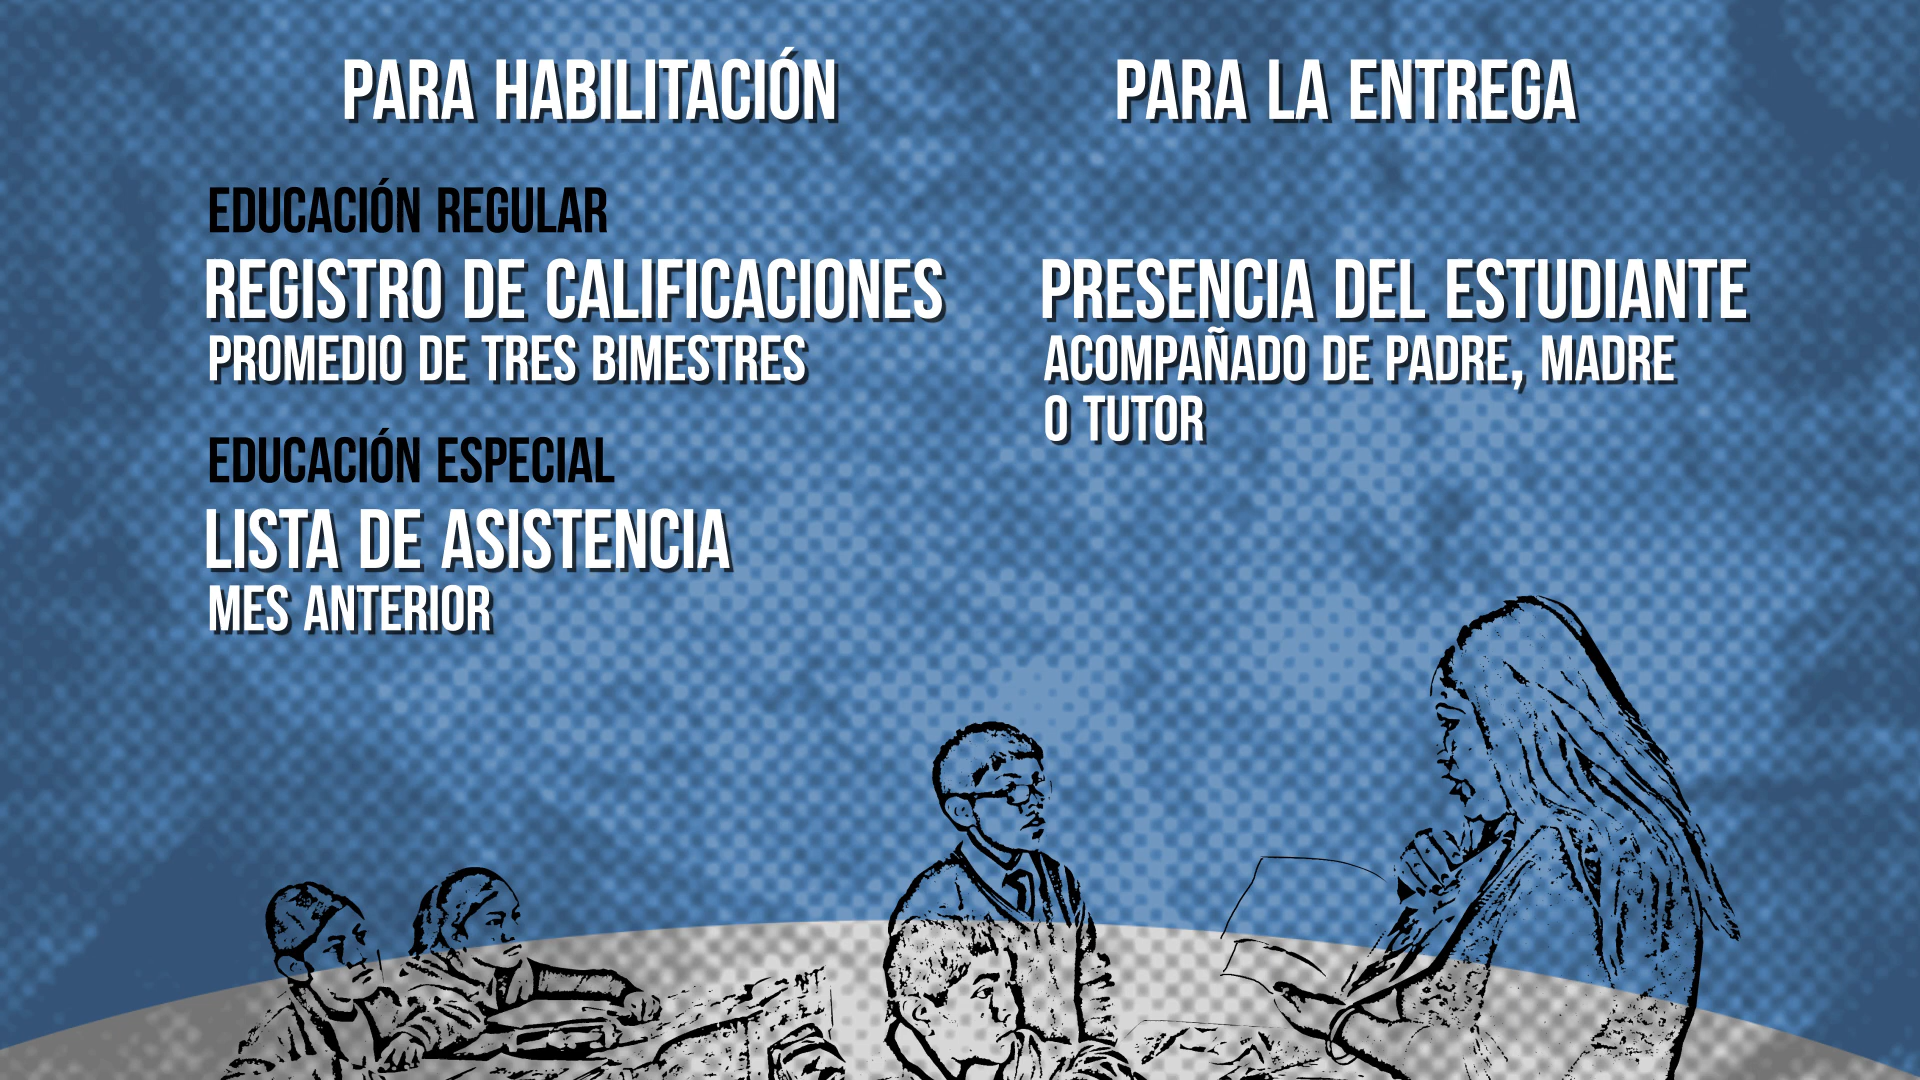 PARA HABILITACIÓN
EDUCACIÓN REGULAR
REGISTRO DE CALIFICACIONES
PROMEDIO DE TRES BIMESTRES
EDUCACIÓN ESPECIAL
LISTA DE ASISTENCIA
MES ANTERIOR
PARA LA ENTREGA
PRESENCIA DEL ESTUDIANTE
ACOMPAÑADO DE PADRE, MADRE
O TUTOR